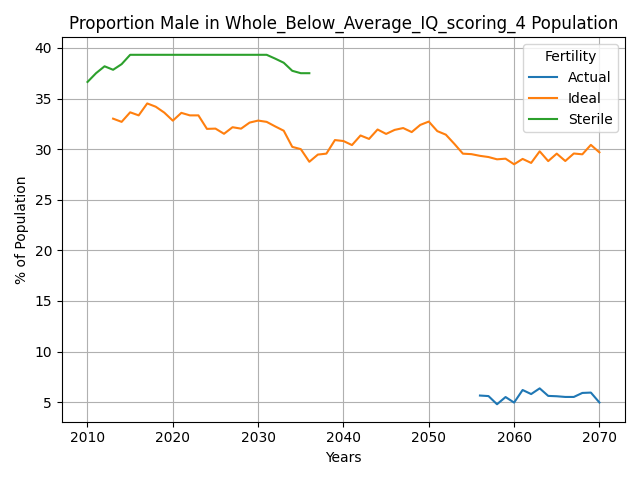 Proportion Male in Whole_Below_Average_IQ_scoring_4 Population
% of Population
40
35
30
25
20
15
10
5
Fertility
Actual
Ideal
Sterile
2010 2020 2030 2040 2050 2060 2070
Years